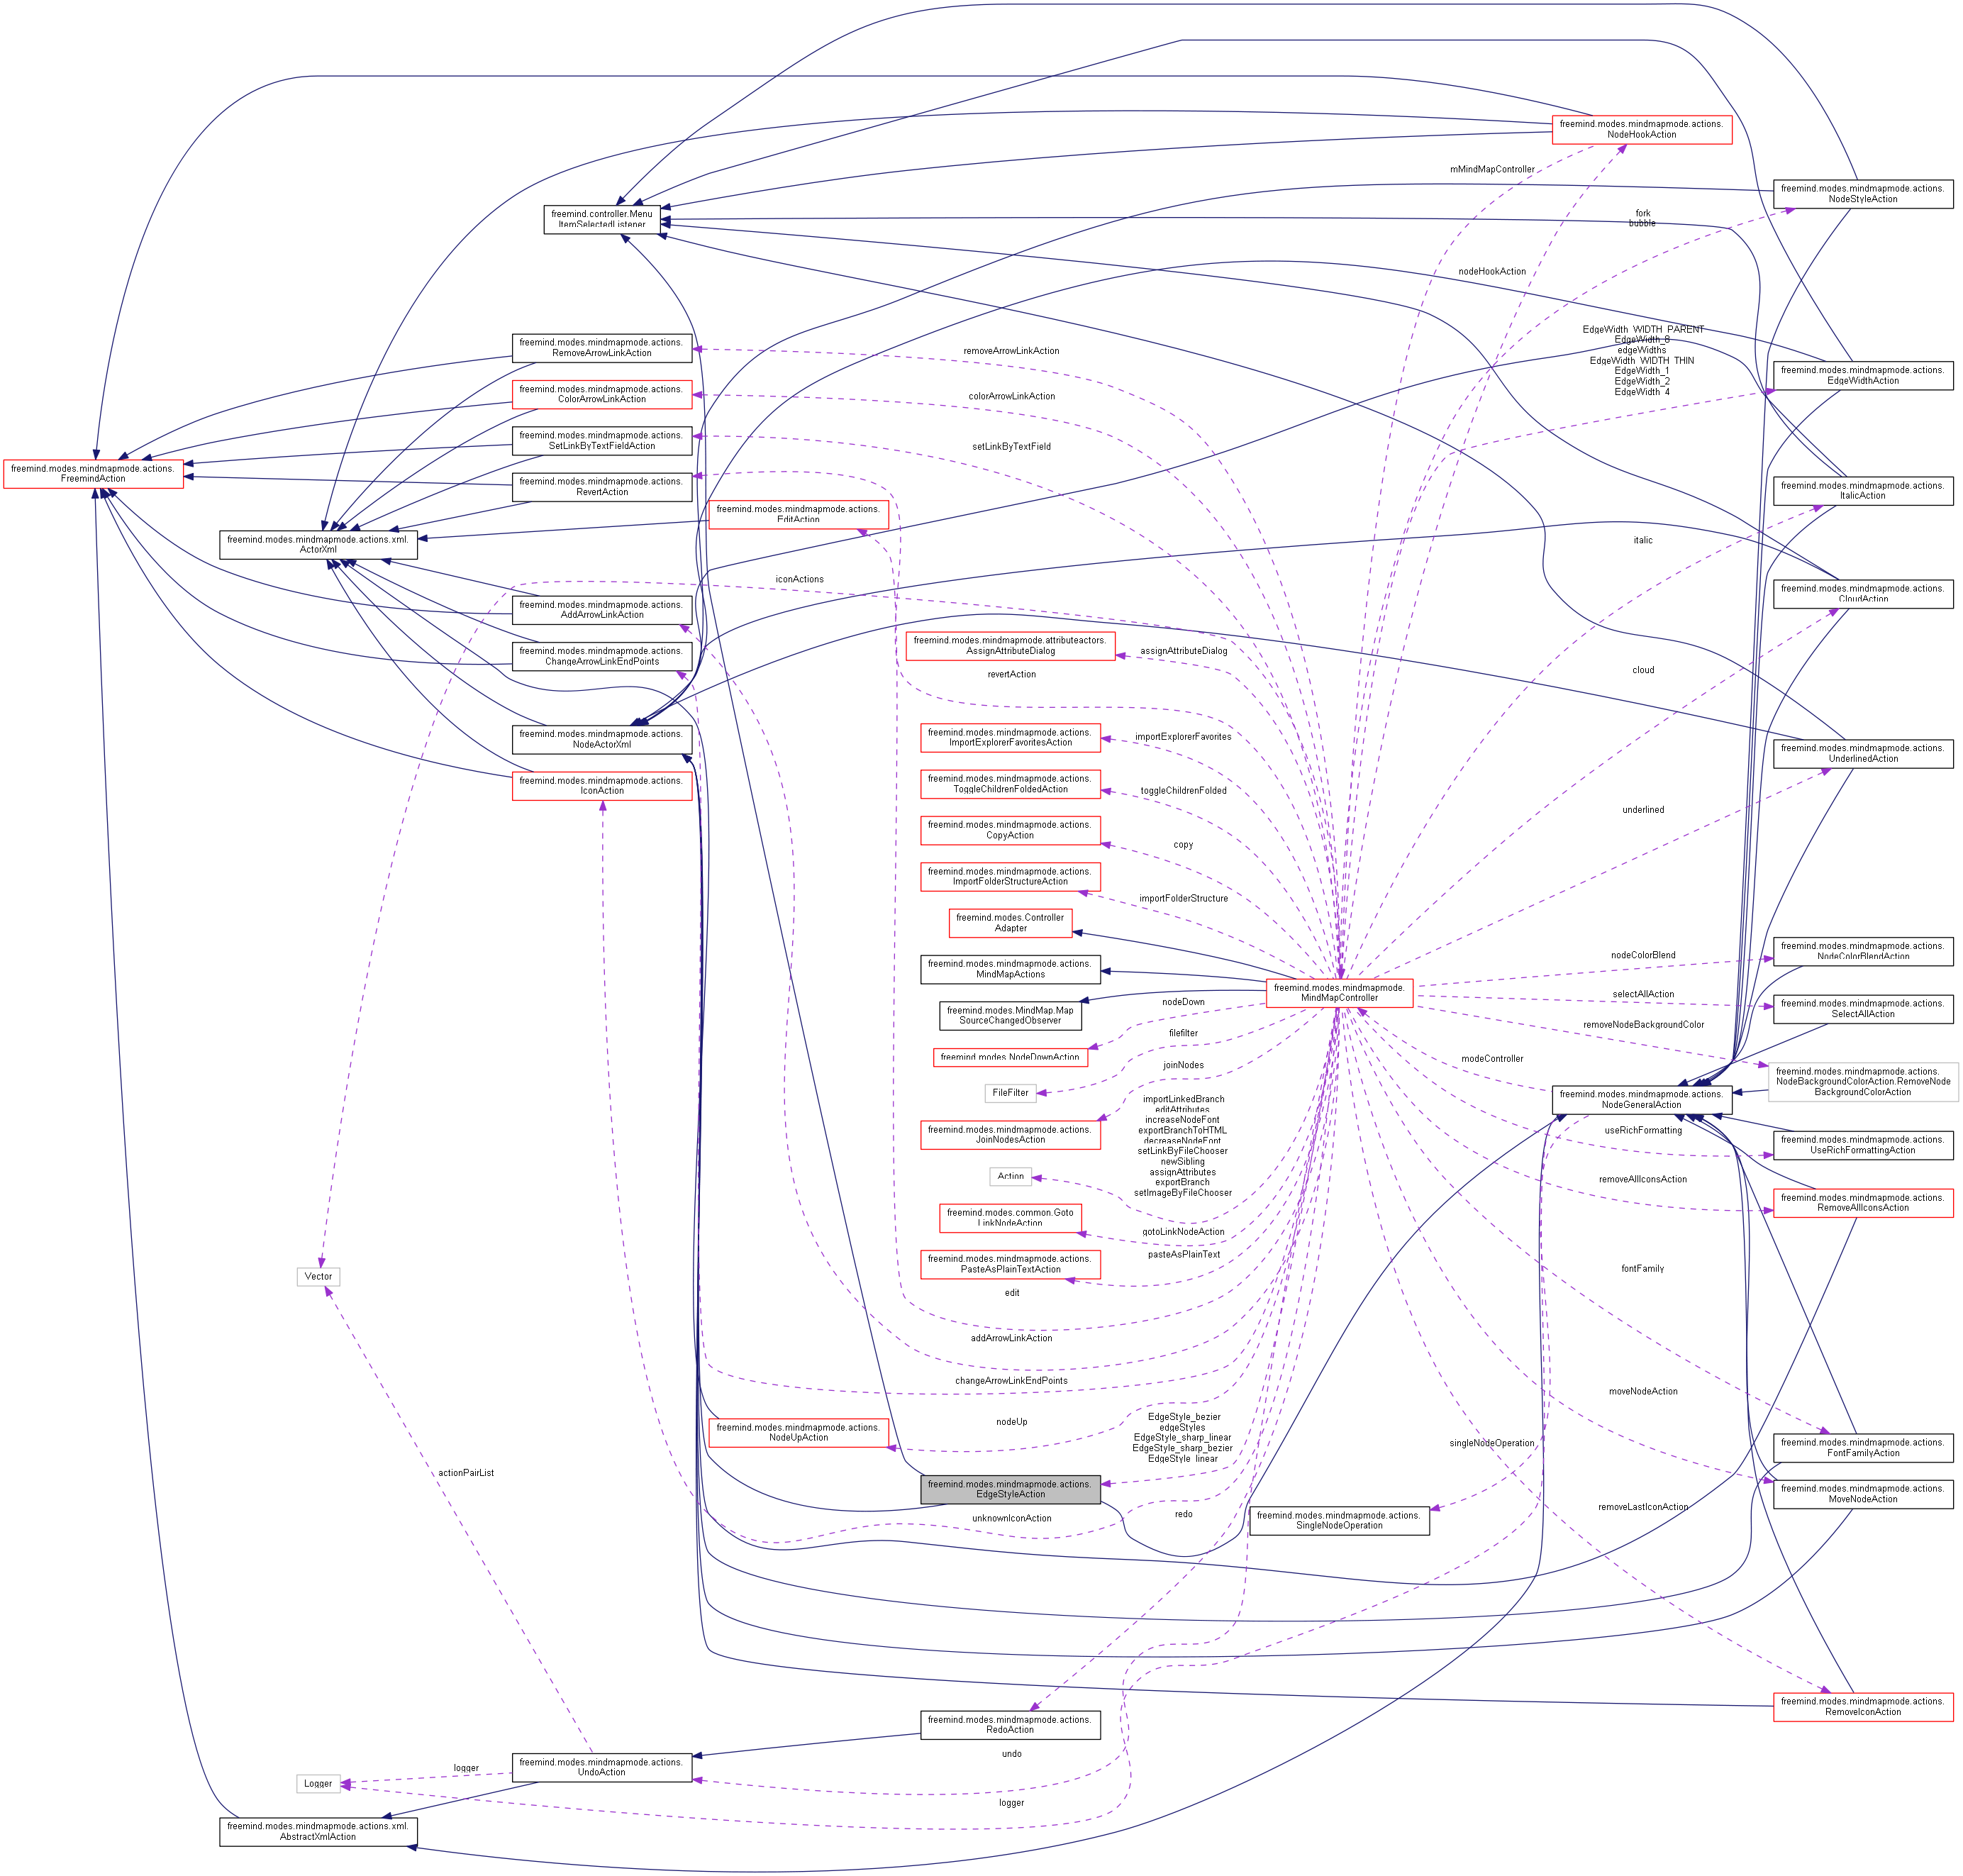 freemind.modes.mindmapmode.actions.
NodeHookAction
mMindMapController
freemind.modes.mindmapmode.actions.
NodeStyleAction
freemind.controller.Menu
ItemSelectedListener
fork
bubble
nodeHookAction
EdgeWidth_WIDTH_PARENT
EdgeWidth_8
edgeWidths
EdgeWidth_WIDTH_THIN
EdgeWidth_1
EdgeWidth_2
EdgeWidth_4
freemind.modes.mindmapmode.actions.
RemoveArrowLinkAction
removeArrowLinkAction
freemind.modes.mindmapmode.actions.
EdgeWidthAction
freemind.modes.mindmapmode.actions.
ColorArrowLinkAction
colorArrowLinkAction
freemind.modes.mindmapmode.actions.
SetLinkByTextFieldAction
setLinkByTextField
freemind.modes.mindmapmode.actions.
FreemindAction
freemind.modes.mindmapmode.actions.
RevertAction
freemind.modes.mindmapmode.actions.
ItalicAction
freemind.modes.mindmapmode.actions.
EditAction
freemind.modes.mindmapmode.actions.xml.
ActorXml
italic
iconActions
freemind.modes.mindmapmode.actions.
CloudAction
freemind.modes.mindmapmode.actions.
AddArrowLinkAction
freemind.modes.mindmapmode.attributeactors.
AssignAttributeDialog
assignAttributeDialog
freemind.modes.mindmapmode.actions.
ChangeArrowLinkEndPoints
revertAction
cloud
freemind.modes.mindmapmode.actions.
NodeActorXml
freemind.modes.mindmapmode.actions.
ImportExplorerFavoritesAction
importExplorerFavorites
freemind.modes.mindmapmode.actions.
UnderlinedAction
freemind.modes.mindmapmode.actions.
IconAction
freemind.modes.mindmapmode.actions.
ToggleChildrenFoldedAction
toggleChildrenFolded
underlined
freemind.modes.mindmapmode.actions.
CopyAction
copy
freemind.modes.mindmapmode.actions.
ImportFolderStructureAction
importFolderStructure
freemind.modes.Controller
Adapter
freemind.modes.mindmapmode.actions.
NodeColorBlendAction
nodeColorBlend
freemind.modes.mindmapmode.actions.
MindMapActions
freemind.modes.mindmapmode.
MindMapController
selectAllAction
freemind.modes.mindmapmode.actions.
SelectAllAction
freemind.modes.MindMap.Map
SourceChangedObserver
nodeDown
removeNodeBackgroundColor
filefilter
freemind.modes.NodeDownAction
modeController
joinNodes
freemind.modes.mindmapmode.actions.
NodeBackgroundColorAction.RemoveNode
BackgroundColorAction
FileFilter
freemind.modes.mindmapmode.actions.
NodeGeneralAction
importLinkedBranch
editAttributes
increaseNodeFont
exportBranchToHTML
decreaseNodeFont
setLinkByFileChooser
newSibling
assignAttributes
exportBranch
setImageByFileChooser
freemind.modes.mindmapmode.actions.
JoinNodesAction
useRichFormatting
freemind.modes.mindmapmode.actions.
UseRichFormattingAction
Action
removeAllIconsAction
freemind.modes.mindmapmode.actions.
RemoveAllIconsAction
freemind.modes.common.Goto
LinkNodeAction
gotoLinkNodeAction
freemind.modes.mindmapmode.actions.
PasteAsPlainTextAction
pasteAsPlainText
fontFamily
Vector
edit
addArrowLinkAction
changeArrowLinkEndPoints
moveNodeAction
freemind.modes.mindmapmode.actions.
NodeUpAction
nodeUp
EdgeStyle_bezier
edgeStyles
EdgeStyle_sharp_linear
EdgeStyle_sharp_bezier
EdgeStyle_linear
singleNodeOperation
freemind.modes.mindmapmode.actions.
FontFamilyAction
actionPairList
freemind.modes.mindmapmode.actions.
EdgeStyleAction
freemind.modes.mindmapmode.actions.
MoveNodeAction
unknownIconAction
redo
removeLastIconAction
freemind.modes.mindmapmode.actions.
SingleNodeOperation
freemind.modes.mindmapmode.actions.
RemoveIconAction
freemind.modes.mindmapmode.actions.
RedoAction
undo
freemind.modes.mindmapmode.actions.
UndoAction
logger
Logger
logger
freemind.modes.mindmapmode.actions.xml.
AbstractXmlAction